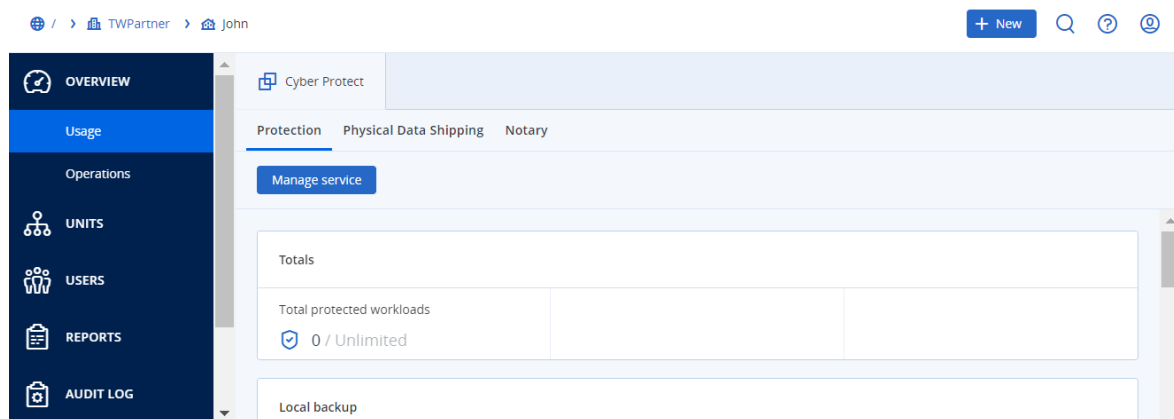 / > TWPartner > John
+ New
OVERVIEW
Usage
Operations
UNITS
USERS
REPORTS
AUDIT LOG
Cyber Protect
Protection Physical Data Shipping Notary
Manage service
Totals
Total protected workloads
0 / Unlimited
Local backup